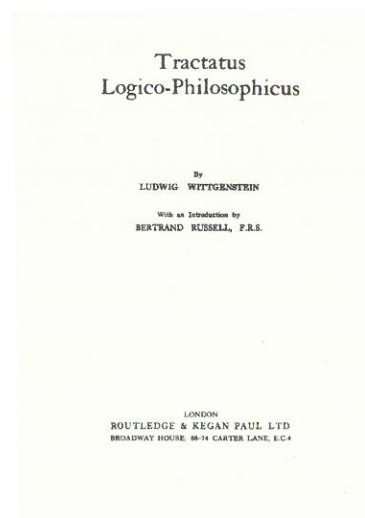 Tractatus
Logico-Philosophicus
By
LUDWIG WITTGENSTEIN
With an Introduction by
BERTRAND RUSSELL, F.R.S.
LONDON
ROUTLEDGE & KEGAN PAUL LTD
BROADWAY HOUSE, 68-74 CARTER LANE, E.C.4